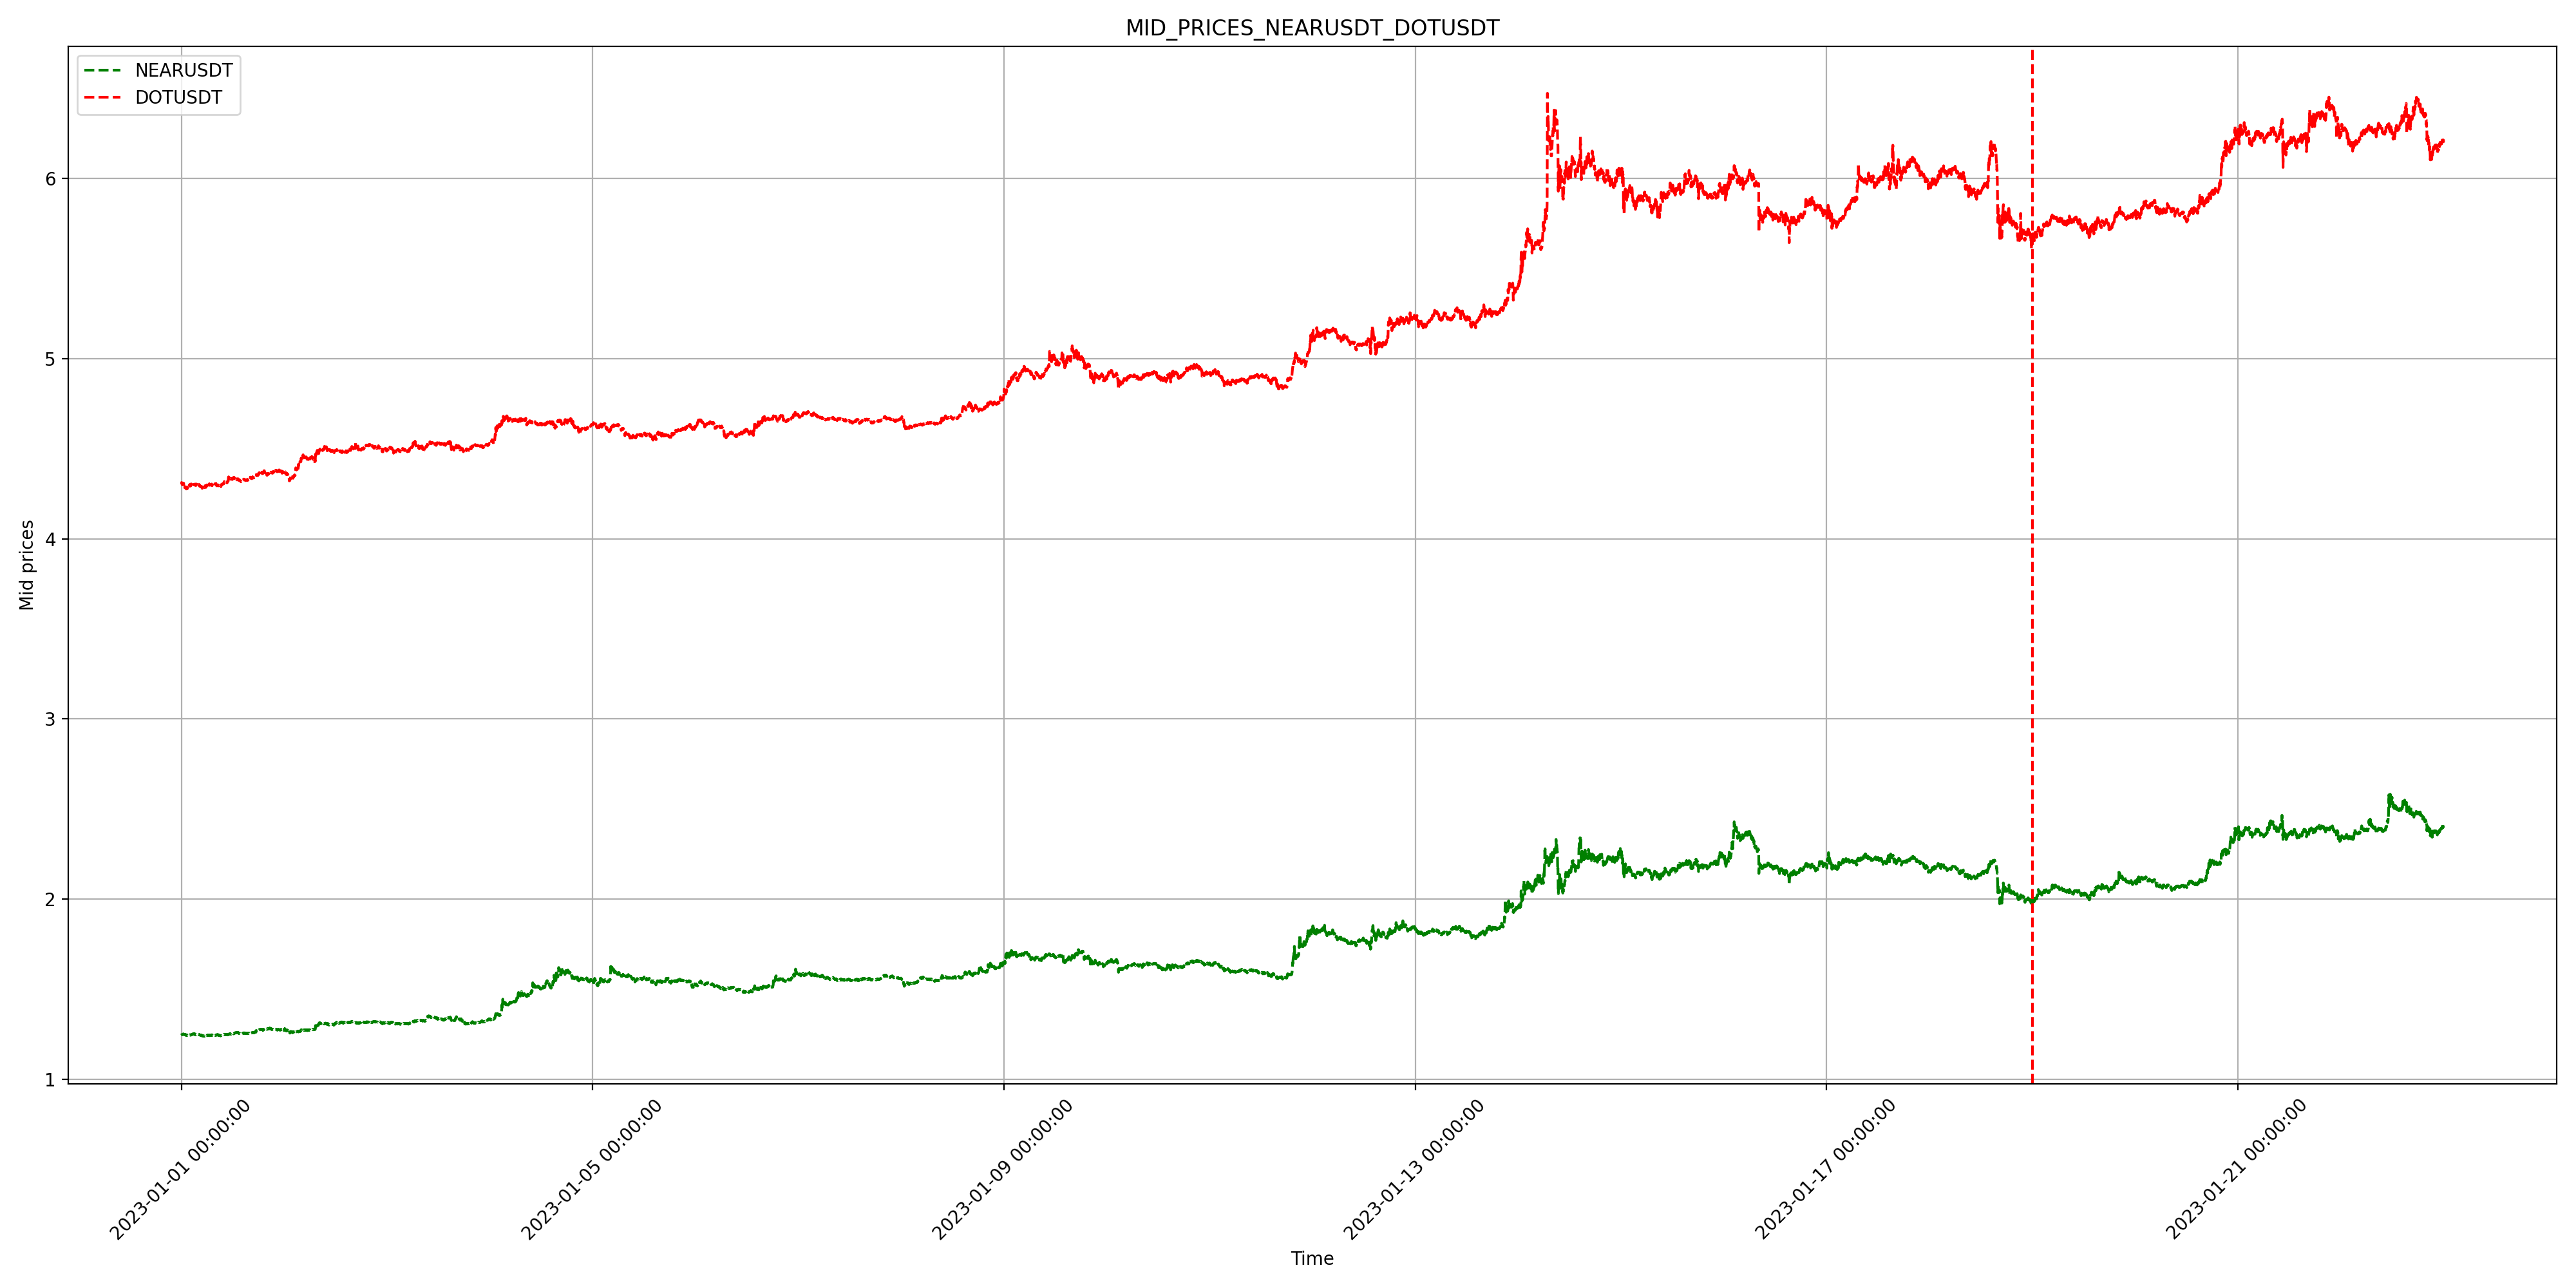 MID_PRICES_NEARUSDT_DOTUSDT
NEARUSDT
DOTUSDT
Mid prices
6
5
4
3
2
1
2023-01-01 00:00:00
2023-01-05 00:00:00
2023-01-09 00:00:00
2023-01-13 00:00:00
2023-01-17 00:00:00
2023-01-21 00:00:00
Time